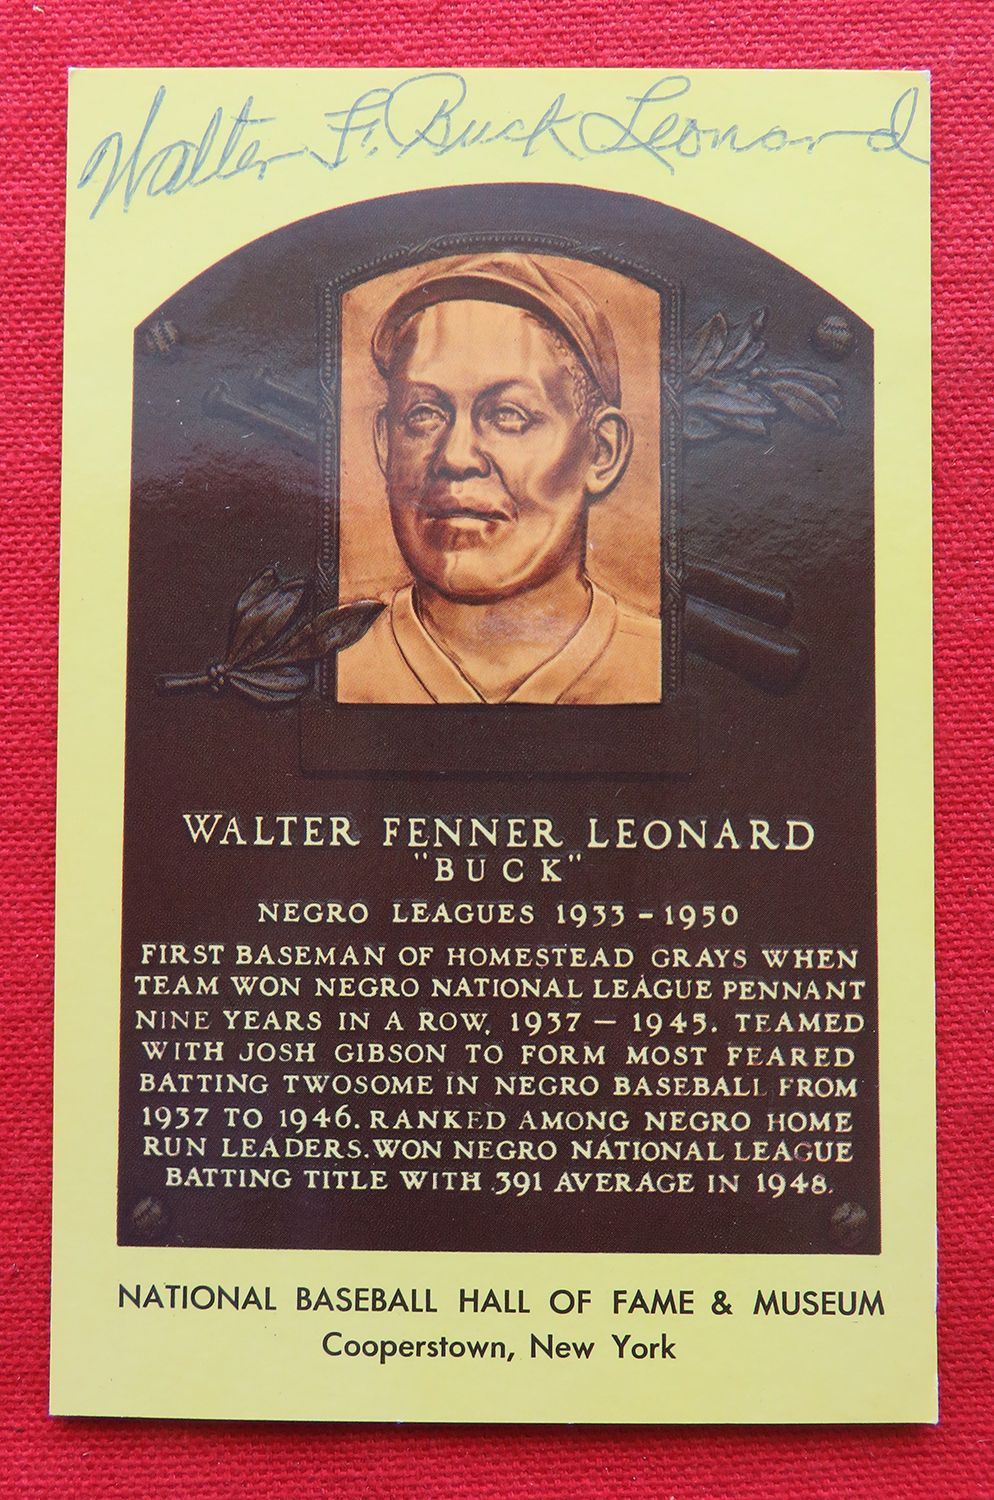 Walter F. Buck Leonard
WALTER FENNER LEONARD
"BUCK"
NEGRO LEAGUES 1933 - 1950
FIRST BASEMAN OF HOMESTEAD GRAYS WHEN
TEAM WON NEGRO NATIONAL LEAGUE PENNANT
NINE YEARS IN A ROW, 1937 — 1945. TEAMED
WITH JOSH GIBSON TO FORM MOST FEARED
BATTING TWOSOME IN NEGRO BASEBALL FROM
1937 TO 1946. RANKED AMONG NEGRO HOME
RUN LEADERS. WON NEGRO NATIONAL LEAGUE
BATTING TITLE WITH .391 AVERAGE IN 1948.
NATIONAL BASEBALL HALL OF FAME & MUSEUM
Cooperstown, New York